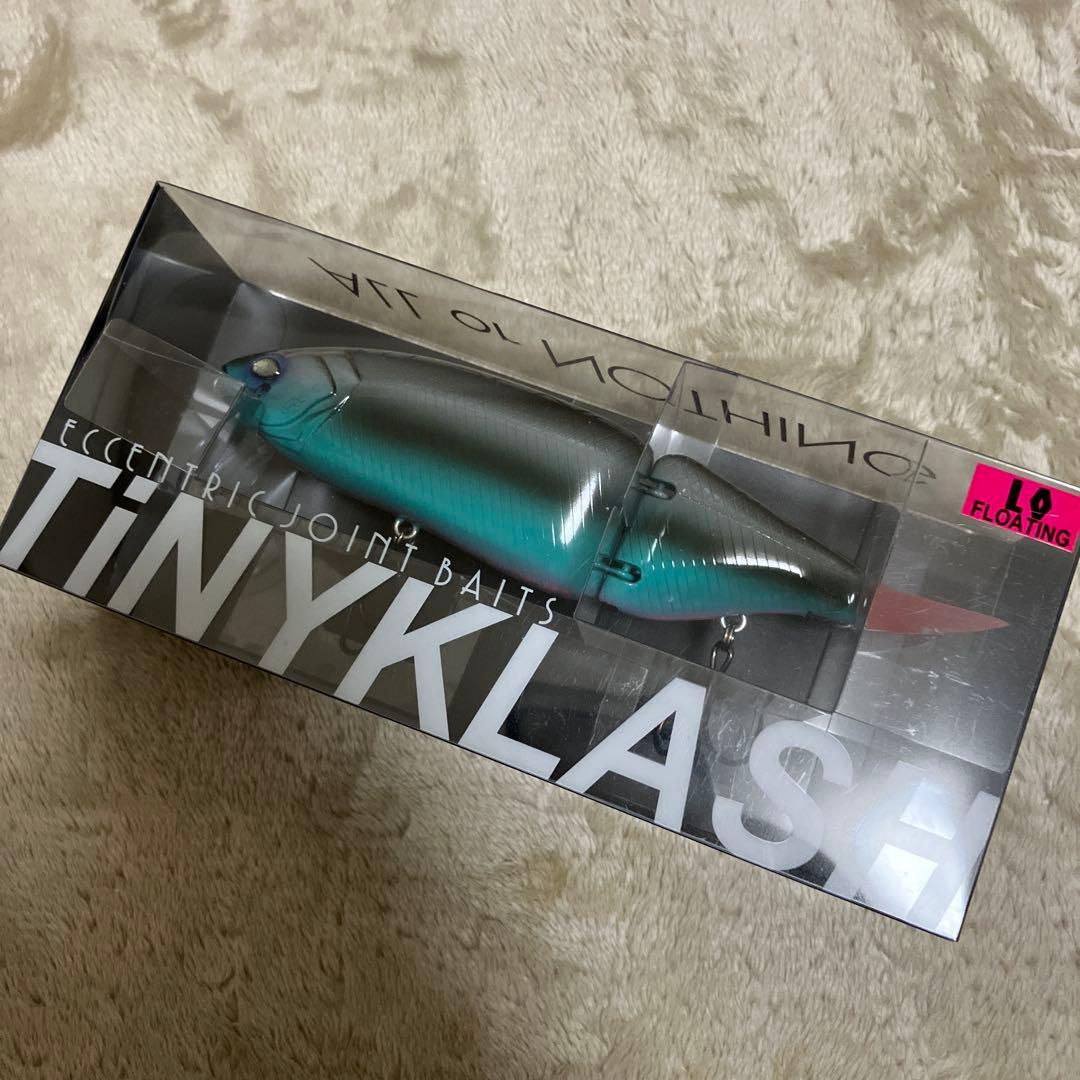 ALL or NOTHING
ECCENTRIC JOINT BAITS
TiNYKLASH
LO
FLOATING